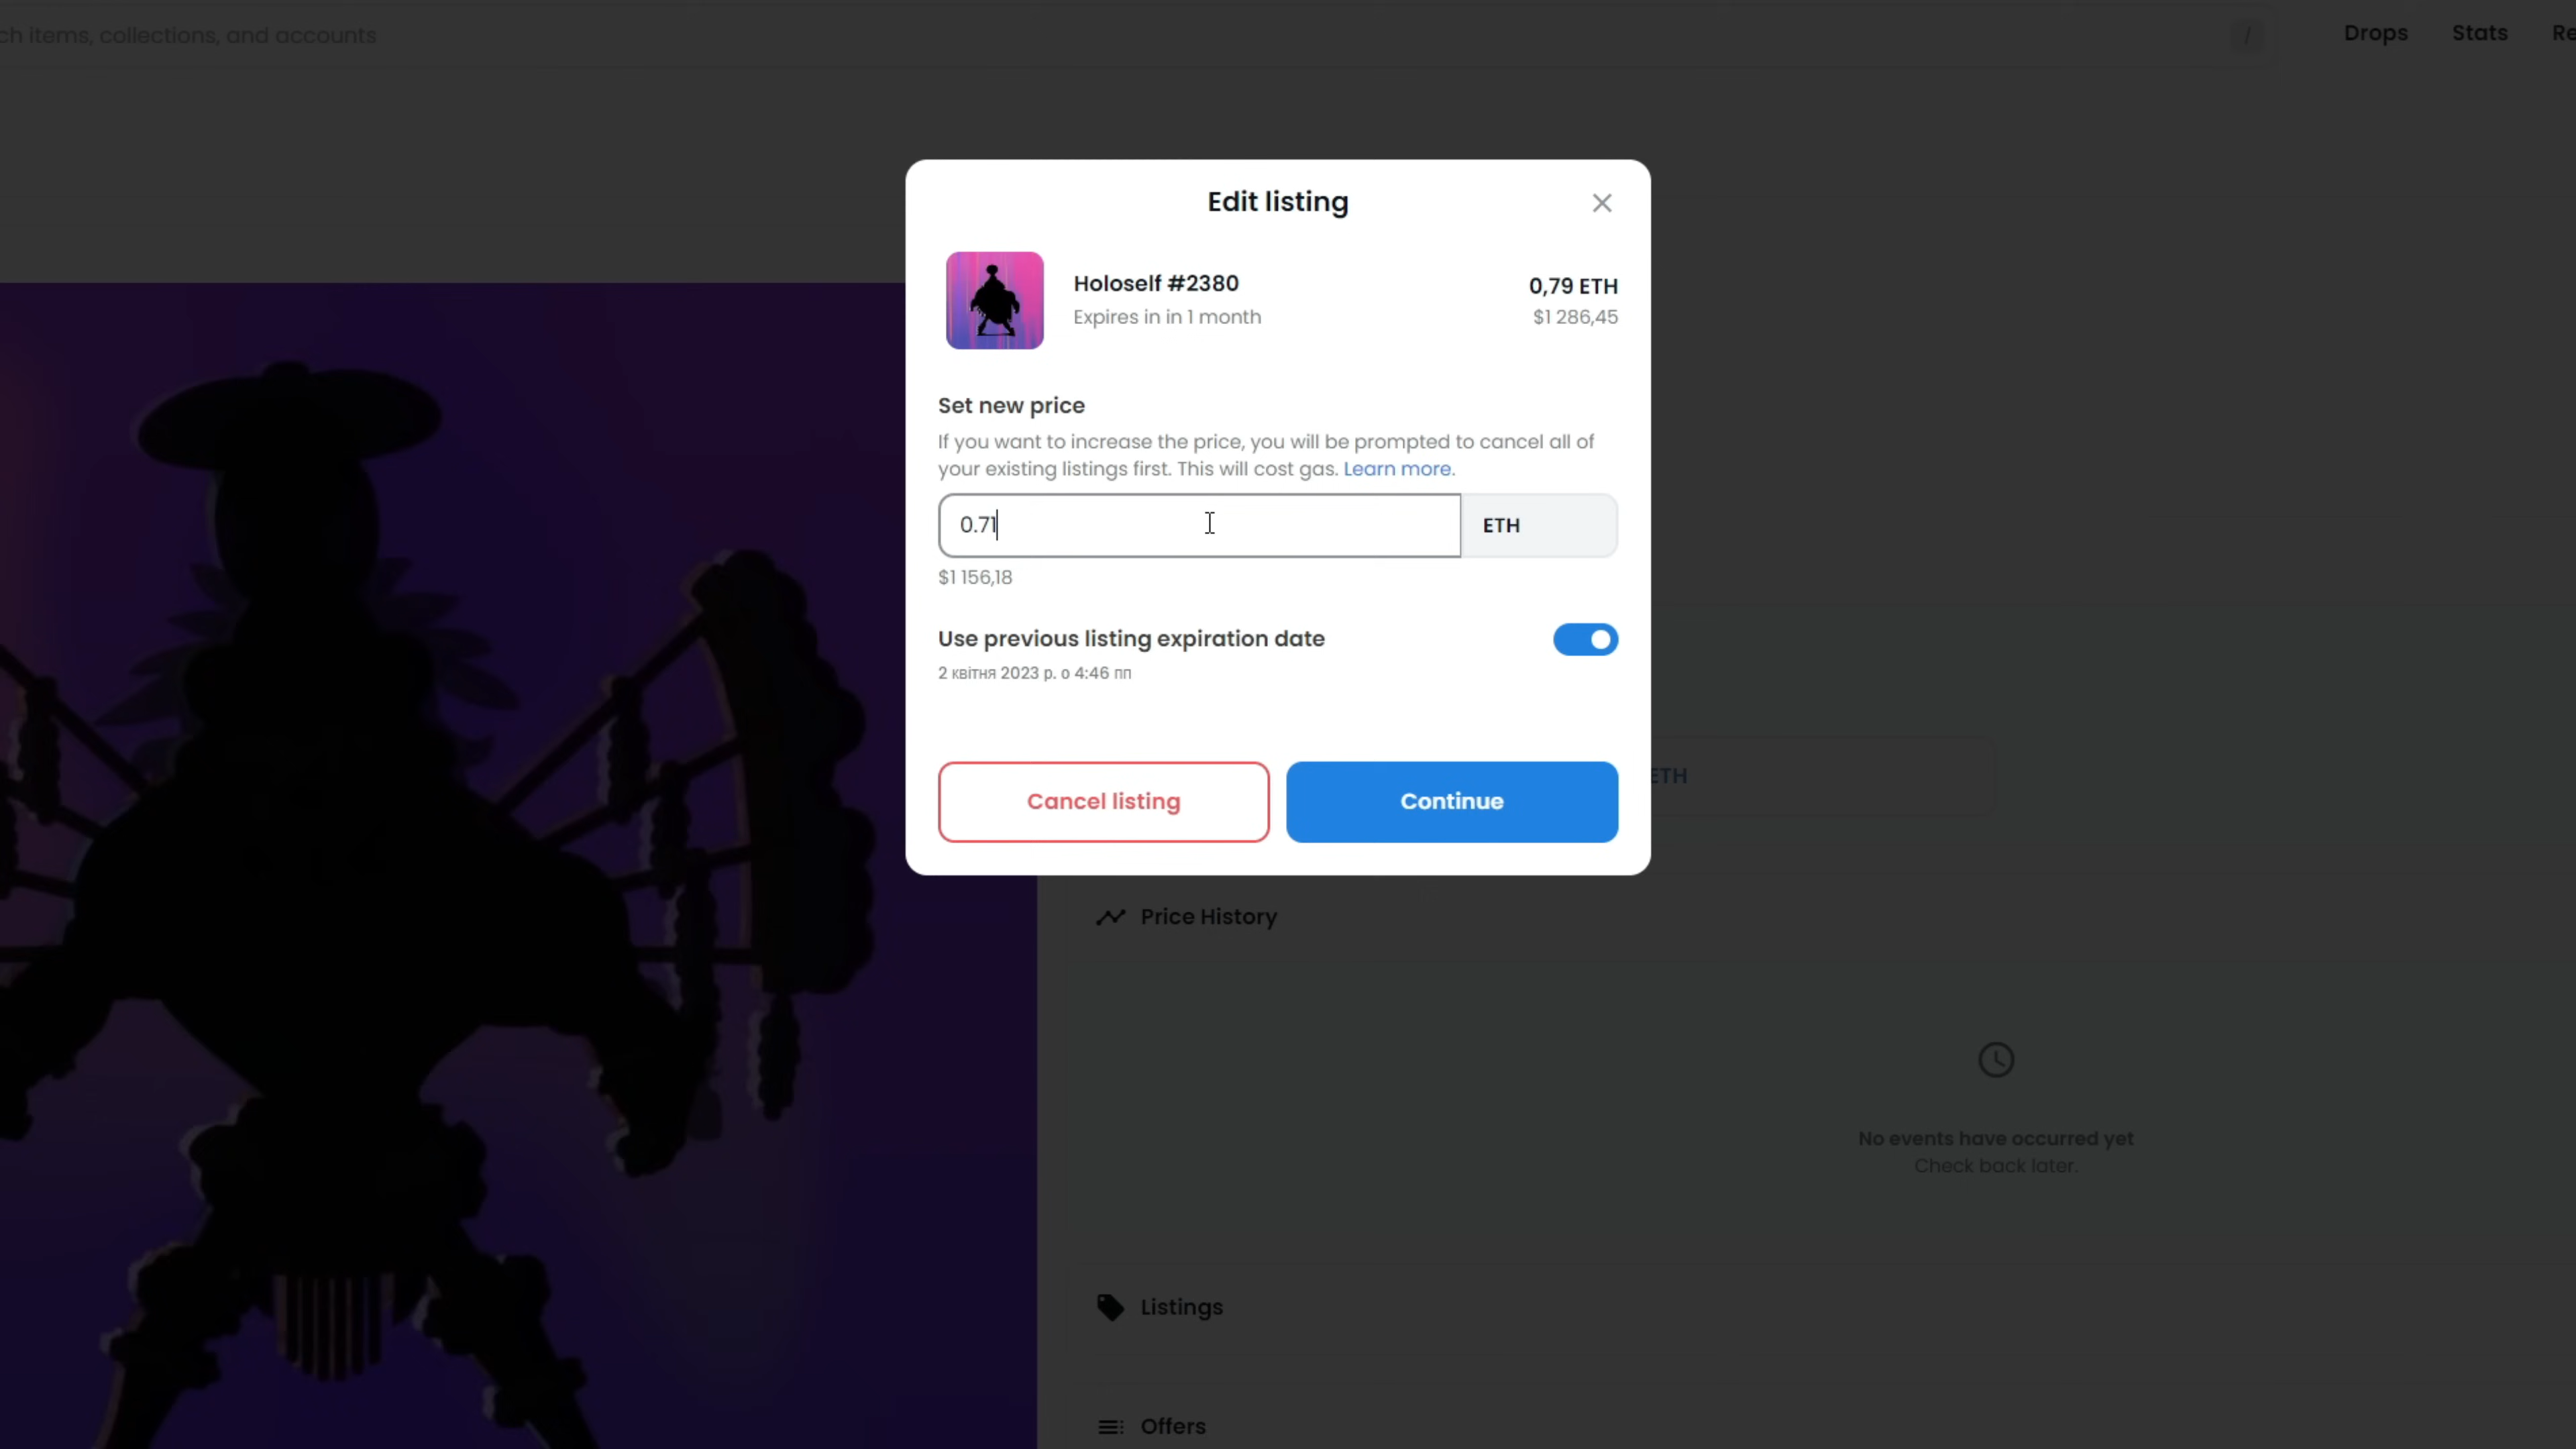 items, collections, and accounts
/
Drops
Stats
Edit listing
Holoself #2380
0,79 ETH
Expires in in 1 month
$1 286,45
Set new price
If you want to increase the price, you will be prompted to cancel all of
your existing listings first. This will cost gas. Learn more.
0.71
ETH
$1 156,18
Use previous listing expiration date
2 квітня 2023 р. о 4:46 пп
ETH
Cancel listing
Continue
Price History
No events have occurred yet
Check back later.
Listings
Offers